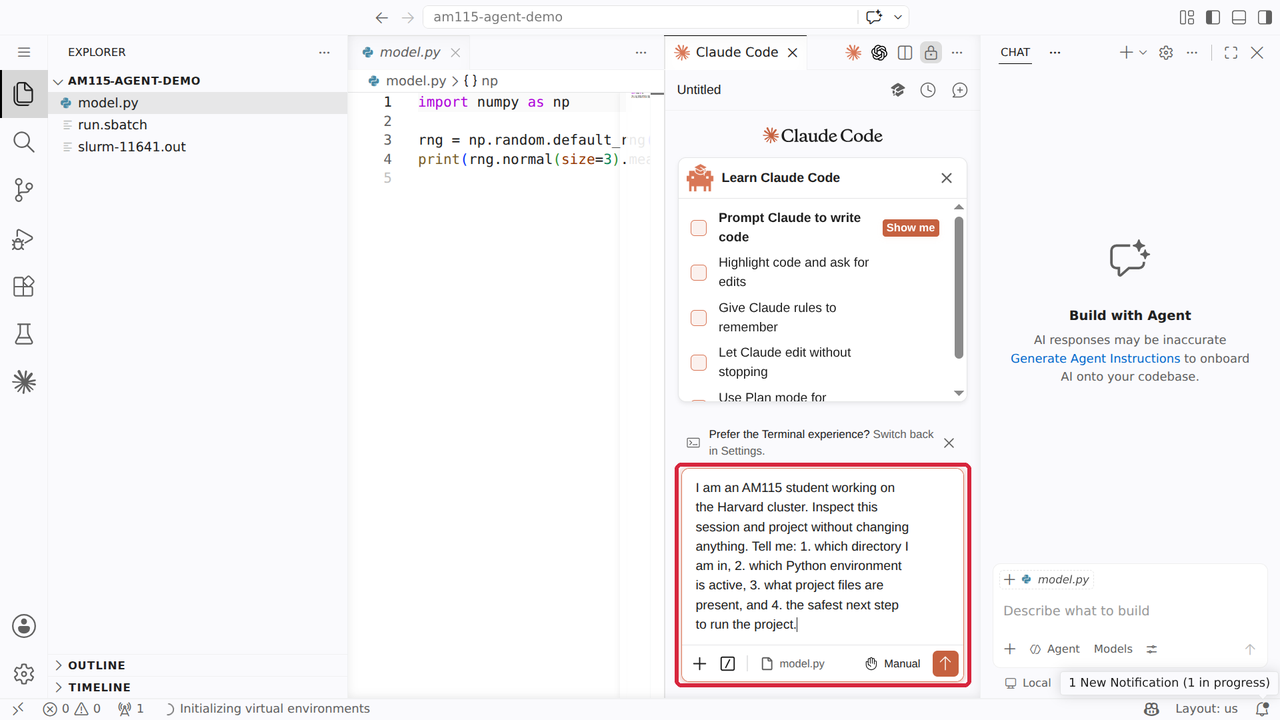 am115-agent-demo
EXPLORER
AM115-AGENT-DEMO
model.py
run.sbatch
slurm-11641.out
OUTLINE
TIMELINE
model.py
model.py > {} np
1 import numpy as np
2
3 rng = np.random.default_rng(
4 print(rng.normal(size=3).mea
5
Claude Code
Untitled
Claude Code
Learn Claude Code
Prompt Claude to write
code
Show me
Highlight code and ask for
edits
Give Claude rules to
remember
Let Claude edit without
stopping
Use Plan mode for
Prefer the Terminal experience? Switch back
in Settings.
I am an AM115 student working on
the Harvard cluster. Inspect this
session and project without changing
anything. Tell me: 1. which directory I
am in, 2. which Python environment
is active, 3. what project files are
present, and 4. the safest next step
to run the project.
model.py
Manual
CHAT
Build with Agent
AI responses may be inaccurate
Generate Agent Instructions to onboard
AI onto your codebase.
model.py
Describe what to build
Agent Models
Local
1 New Notification (1 in progress)
0 0 1 Initializing virtual environments
Layout: us